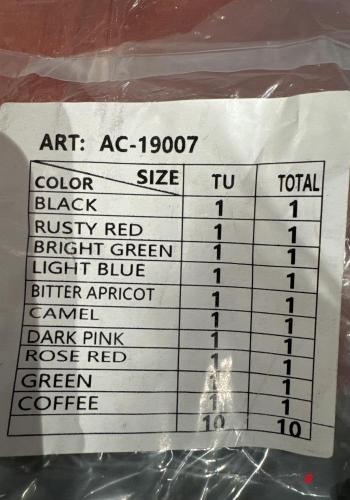 ART: AC-19007
COLOR SIZE TU TOTAL
BLACK 1 1
RUSTY RED 1 1
BRIGHT GREEN 1 1
LIGHT BLUE 1 1
BITTER APRICOT 1 1
CAMEL 1 1
DARK PINK 1 1
ROSE RED 1 1
GREEN 1 1
COFFEE 1 1
10 10